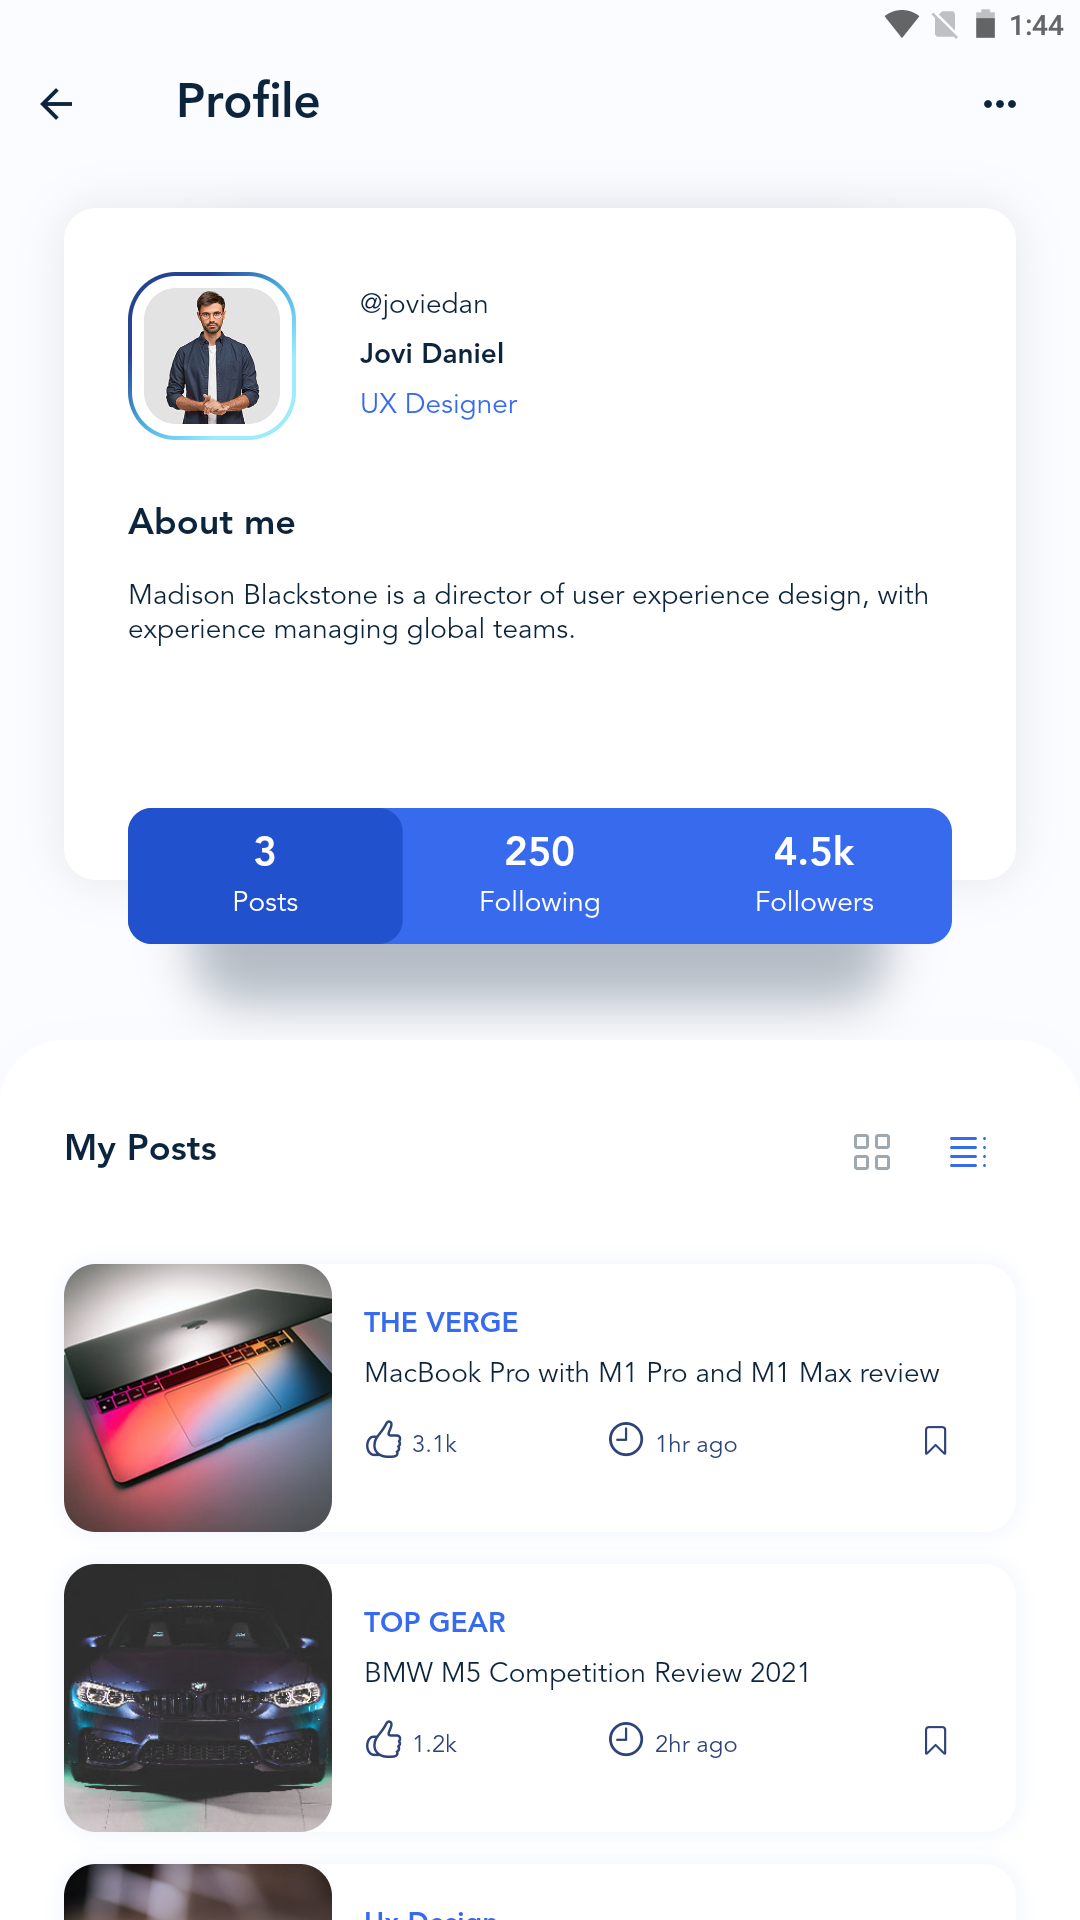 1:44
Profile
@joviedan
Jovi Daniel
UX Designer
About me
Madison Blackstone is a director of user experience design, with
experience managing global teams.
3
Posts
250
Following
4.5k
Followers
My Posts
THE VERGE
MacBook Pro with M1 Pro and M1 Max review
3.1k
1hr ago
TOP GEAR
BMW M5 Competition Review 2021
1.2k
2hr ago
Ux Design